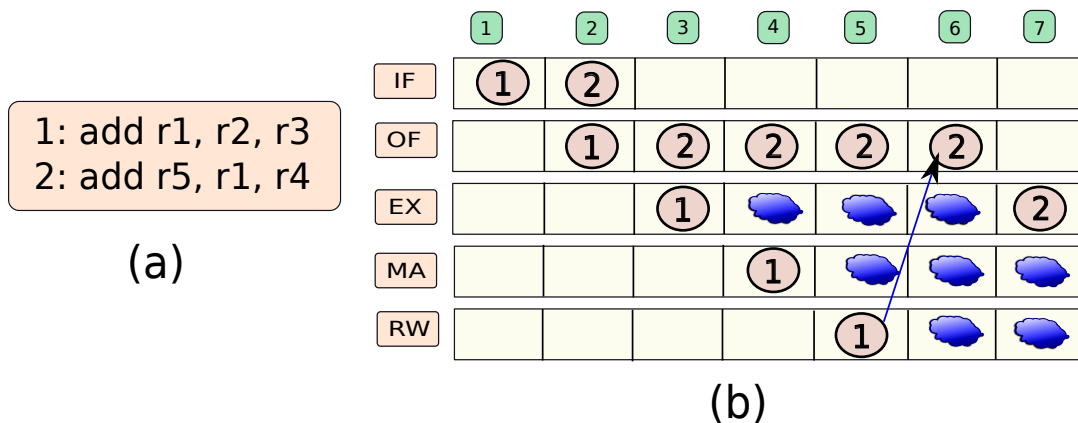 1: add r1, r2, r3
2: add r5, r1, r4
(a)
1 2 3 4 5 6 7
IF 1 2
OF 1 2 2 2 2
EX 1 2
MA 1
RW 1
(b)